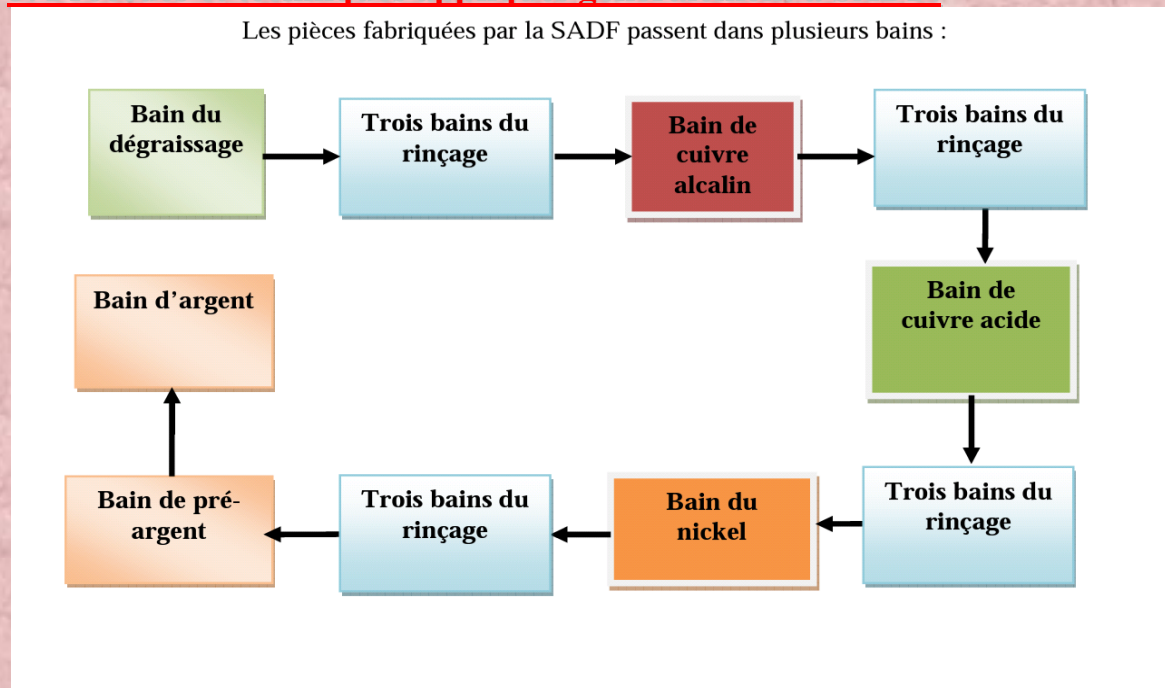 Les pièces fabriquées par la SADF passent dans plusieurs bains :
Bain du
dégraissage
Trois bains du
rinçage
Bain de
cuivre
alcalin
Trois bains du
rinçage
Bain de
cuivre acide
Trois bains du
rinçage
Bain du
nickel
Trois bains du
rinçage
Bain de pré-
argent
Bain d’argent